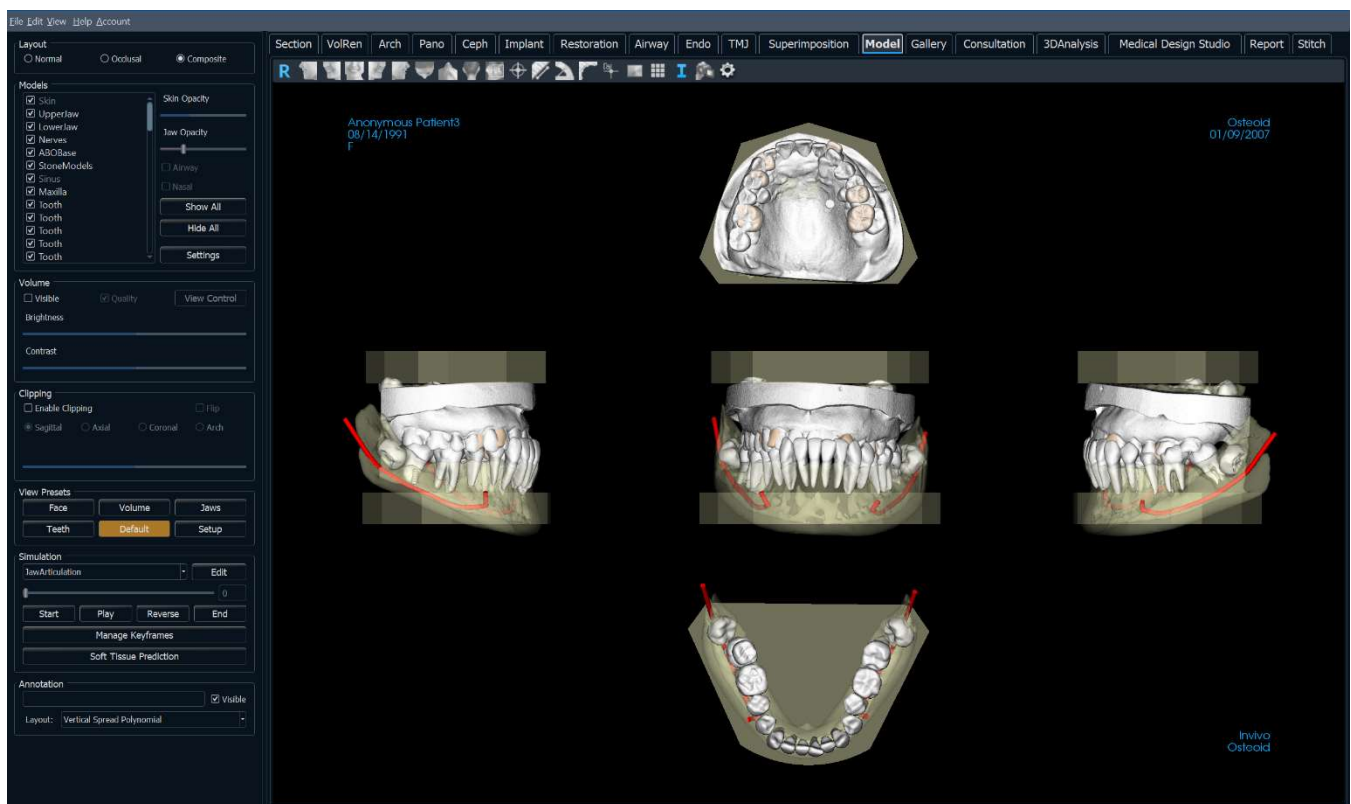 File Edit View Help Account
Section VolRen Arch Pano Ceph Implant Restoration Airway Endo TMJ Superimposition Model Gallery Consultation 3DAnalysis Medical Design Studio Report Stitch
R I
Layout
Normal Occlusal Composite
Models
Skin
UpperJaw
LowerJaw
Nerves
ABOBase
StoneModels
Sinus
Maxilla
Tooth
Tooth
Tooth
Tooth
Tooth
Skin Opacity
Jaw Opacity
Airway
Nasal
Show All
Hide All
Settings
Volume
Visible Quality View Control
Brightness
Contrast
Clipping
Enable Clipping Flip
Sagittal Axial Coronal Arch
View Presets
Face Volume Jaws
Teeth Default Setup
Simulation
JawArticulation Edit
0
Start Play Reverse End
Manage Keyframes
Soft Tissue Prediction
Annotation
Visible
Layout: Vertical Spread Polynomial
Anonymous Patient3
08/14/1991
F
Osteoid
01/09/2007
Invivo
Osteoid